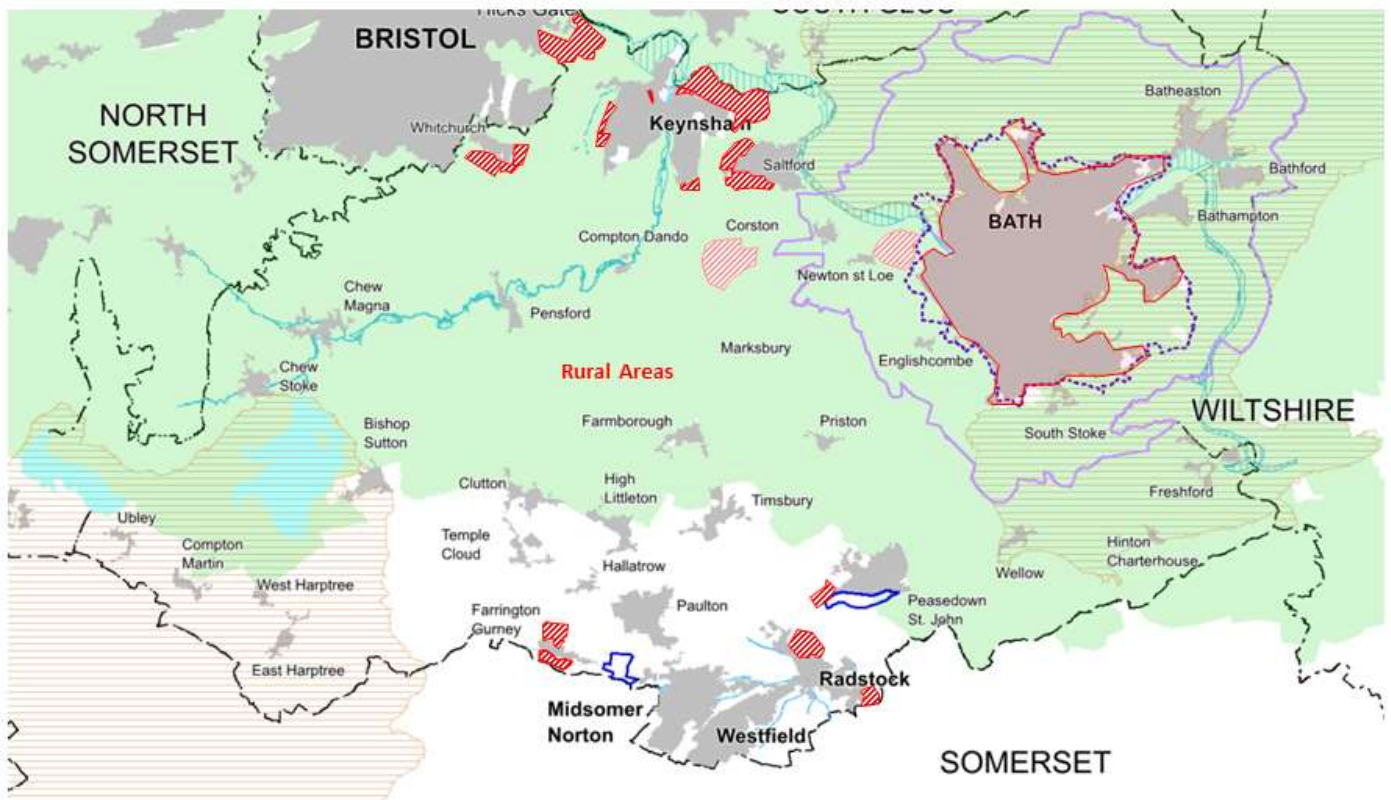 Hicks Gate
BRISTOL
NORTH
SOMERSET
Whitchurch
Keynsham
Saltford
Batheaston
Bathford
BATH
Bathampton
Corston
Compton Dando
Newton st Loe
Chew
Magna
Pensford
Marksbury
Englishcombe
Chew
Stoke
Rural Areas
WILTSHIRE
Bishop
Sutton
Farmborough
Priston
South Stoke
Clutton
High
Littleton
Timsbury
Freshford
Ubley
Compton
Martin
Temple
Cloud
Hinton
Charterhouse
West Harptree
Hallatrow
Wellow
Farrington
Gurney
Paulton
Peasedown
St. John
East Harptree
Radstock
Midsomer
Norton
Westfield
SOMERSET